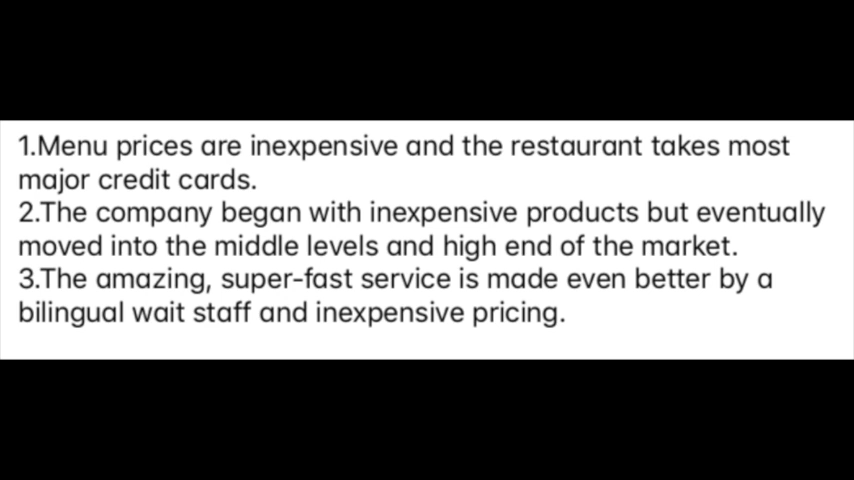 1.Menu prices are inexpensive and the restaurant takes most
major credit cards.
2.The company began with inexpensive products but eventually
moved into the middle levels and high end of the market.
3.The amazing, super-fast service is made even better by a
bilingual wait staff and inexpensive pricing.